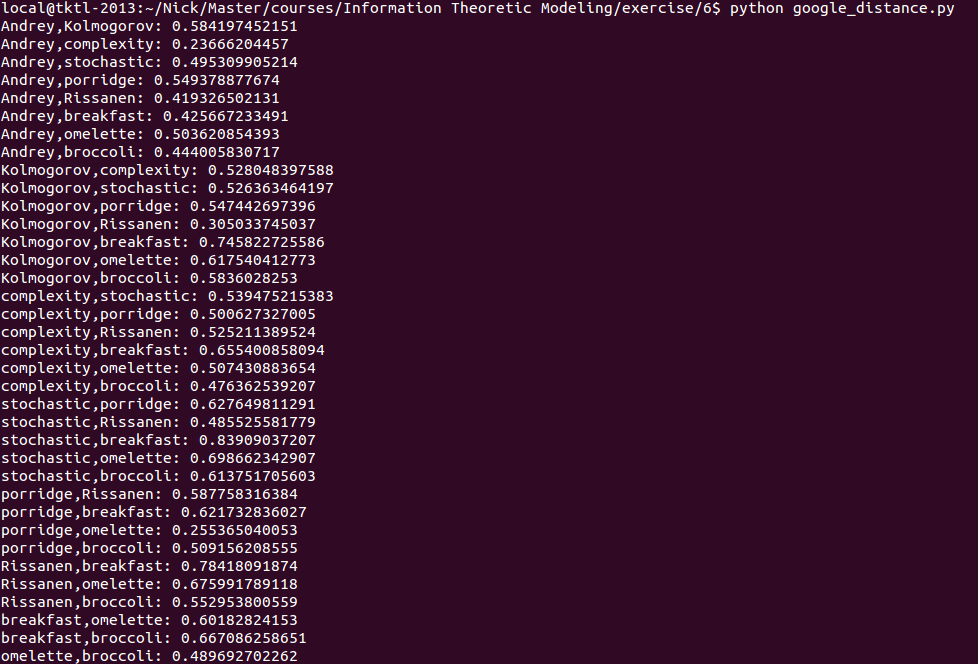 local@tktl-2013:~/Nick/Master/courses/Information Theoretic Modeling/exercise/6$ python google_distance.py
Andrey,Kolmogorov: 0.584197452151
Andrey,complexity: 0.23666204457
Andrey,stochastic: 0.495309905214
Andrey,porridge: 0.549378877674
Andrey,Rissanen: 0.419326502131
Andrey,breakfast: 0.425667233491
Andrey,omelette: 0.503620854393
Andrey,broccoli: 0.444005830717
Kolmogorov,complexity: 0.528048397588
Kolmogorov,stochastic: 0.526363464197
Kolmogorov,porridge: 0.547442697396
Kolmogorov,Rissanen: 0.305033745037
Kolmogorov,breakfast: 0.745822725586
Kolmogorov,omelette: 0.617540412773
Kolmogorov,broccoli: 0.5836028253
complexity,stochastic: 0.539475215383
complexity,porridge: 0.500627327005
complexity,Rissanen: 0.525211389524
complexity,breakfast: 0.655400858094
complexity,omelette: 0.507430883654
complexity,broccoli: 0.476362539207
stochastic,porridge: 0.627649811291
stochastic,Rissanen: 0.485525581779
stochastic,breakfast: 0.83909037207
stochastic,omelette: 0.698662342907
stochastic,broccoli: 0.613751705603
porridge,Rissanen: 0.587758316384
porridge,breakfast: 0.621732836027
porridge,omelette: 0.255365040053
porridge,broccoli: 0.509156208555
Rissanen,breakfast: 0.78418091874
Rissanen,omelette: 0.675991789118
Rissanen,broccoli: 0.552953800559
breakfast,omelette: 0.60182824153
breakfast,broccoli: 0.667086258651
omelette,broccoli: 0.489692702262